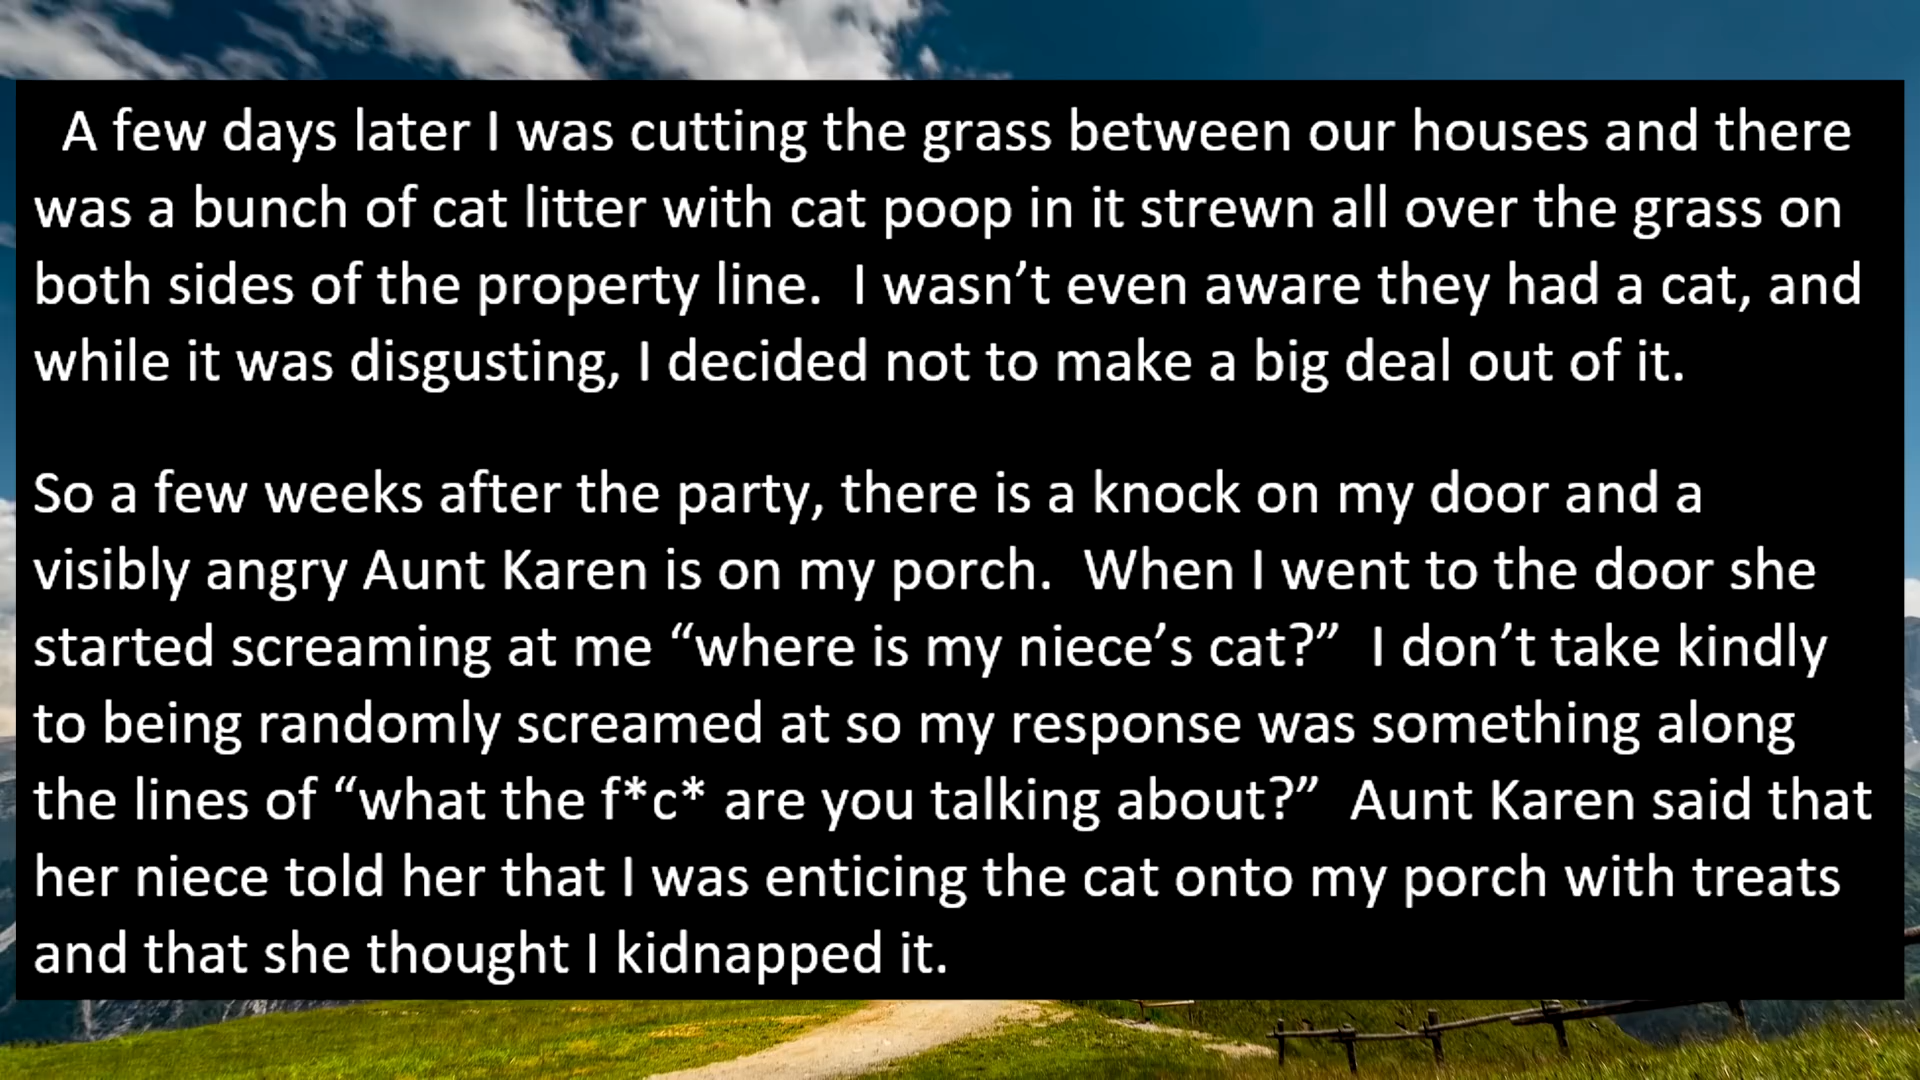 A few days later I was cutting the grass between our houses and there
was a bunch of cat litter with cat poop in it strewn all over the grass on
both sides of the property line.  I wasn’t even aware they had a cat, and
while it was disgusting, I decided not to make a big deal out of it.
So a few weeks after the party, there is a knock on my door and a
visibly angry Aunt Karen is on my porch.  When I went to the door she
started screaming at me “where is my niece’s cat?”  I don’t take kindly
to being randomly screamed at so my response was something along
the lines of “what the f*c* are you talking about?”  Aunt Karen said that
her niece told her that I was enticing the cat onto my porch with treats
and that she thought I kidnapped it.